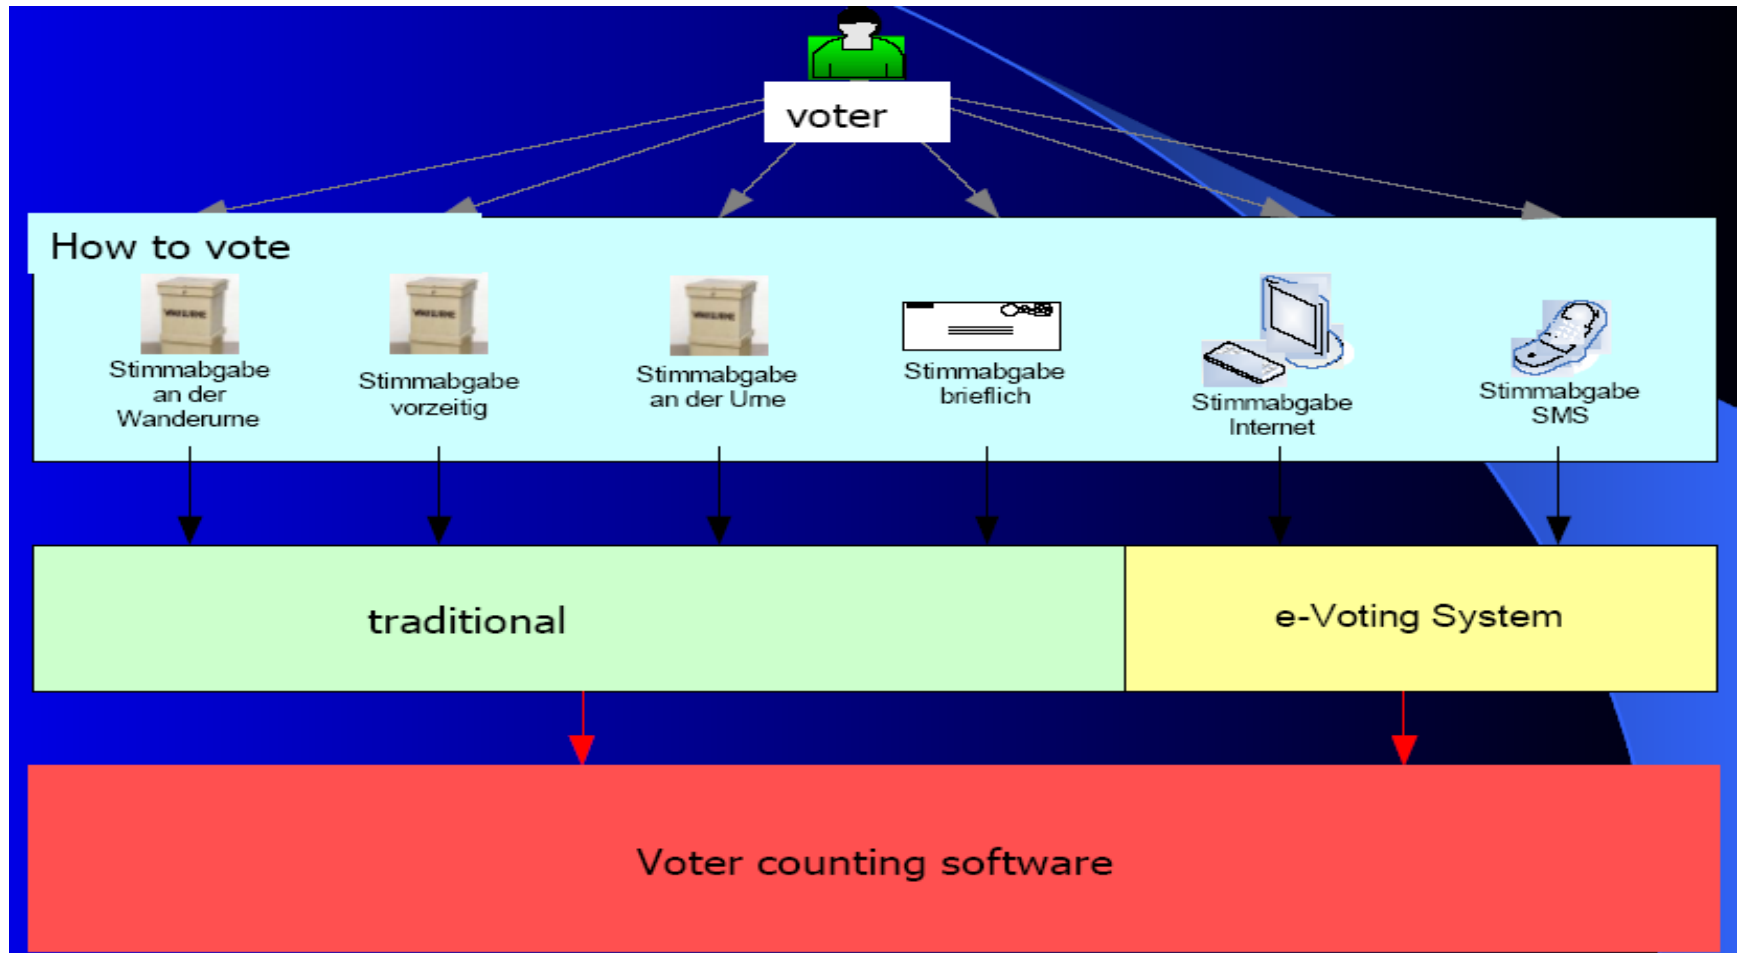 voter
How to vote
Stimmabgabe
an der
Wanderurne
Stimmabgabe
vorzeitig
Stimmabgabe
an der Urne
Stimmabgabe
brieflich
Stimmabgabe
Internet
Stimmabgabe
SMS
traditional
e-Voting System
Voter counting software